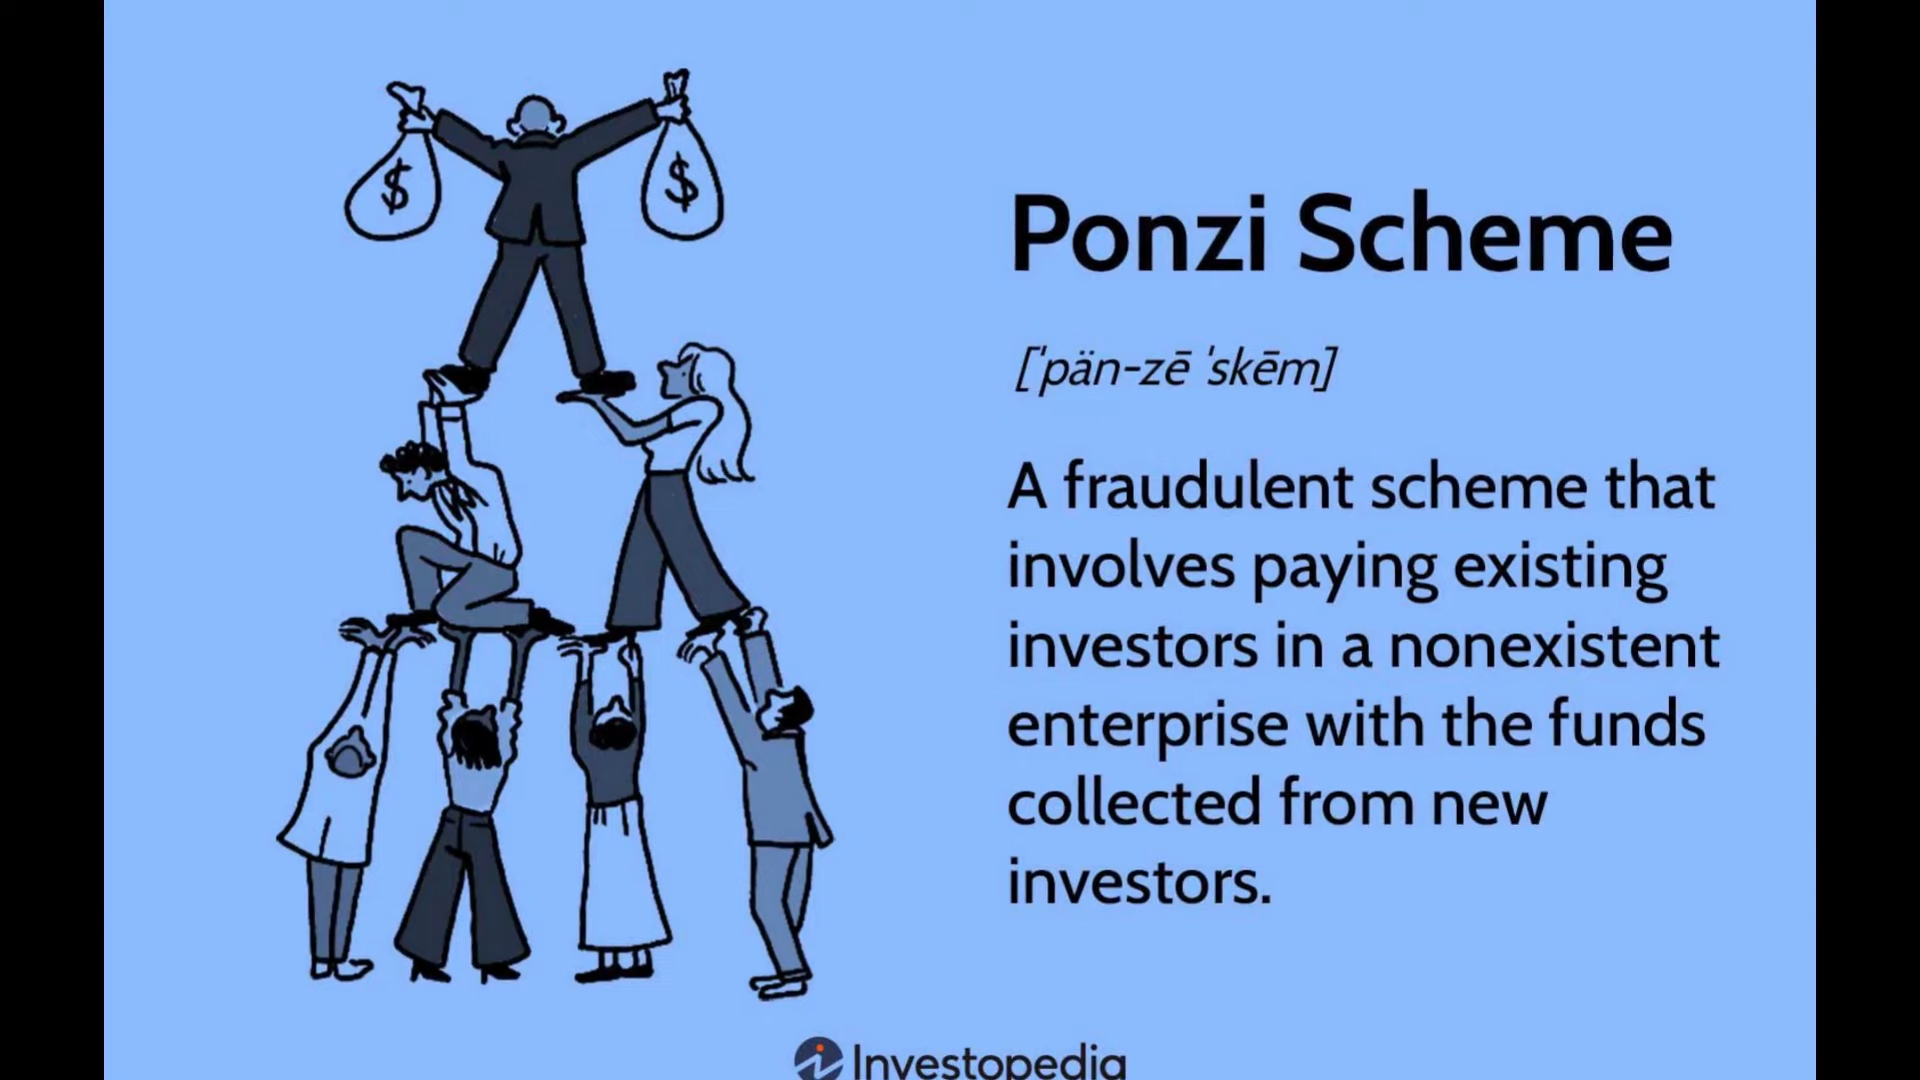 $ $
Ponzi Scheme
['pän-zē 'skēm]
A fraudulent scheme that
involves paying existing
investors in a nonexistent
enterprise with the funds
collected from new
investors.
Investopedia